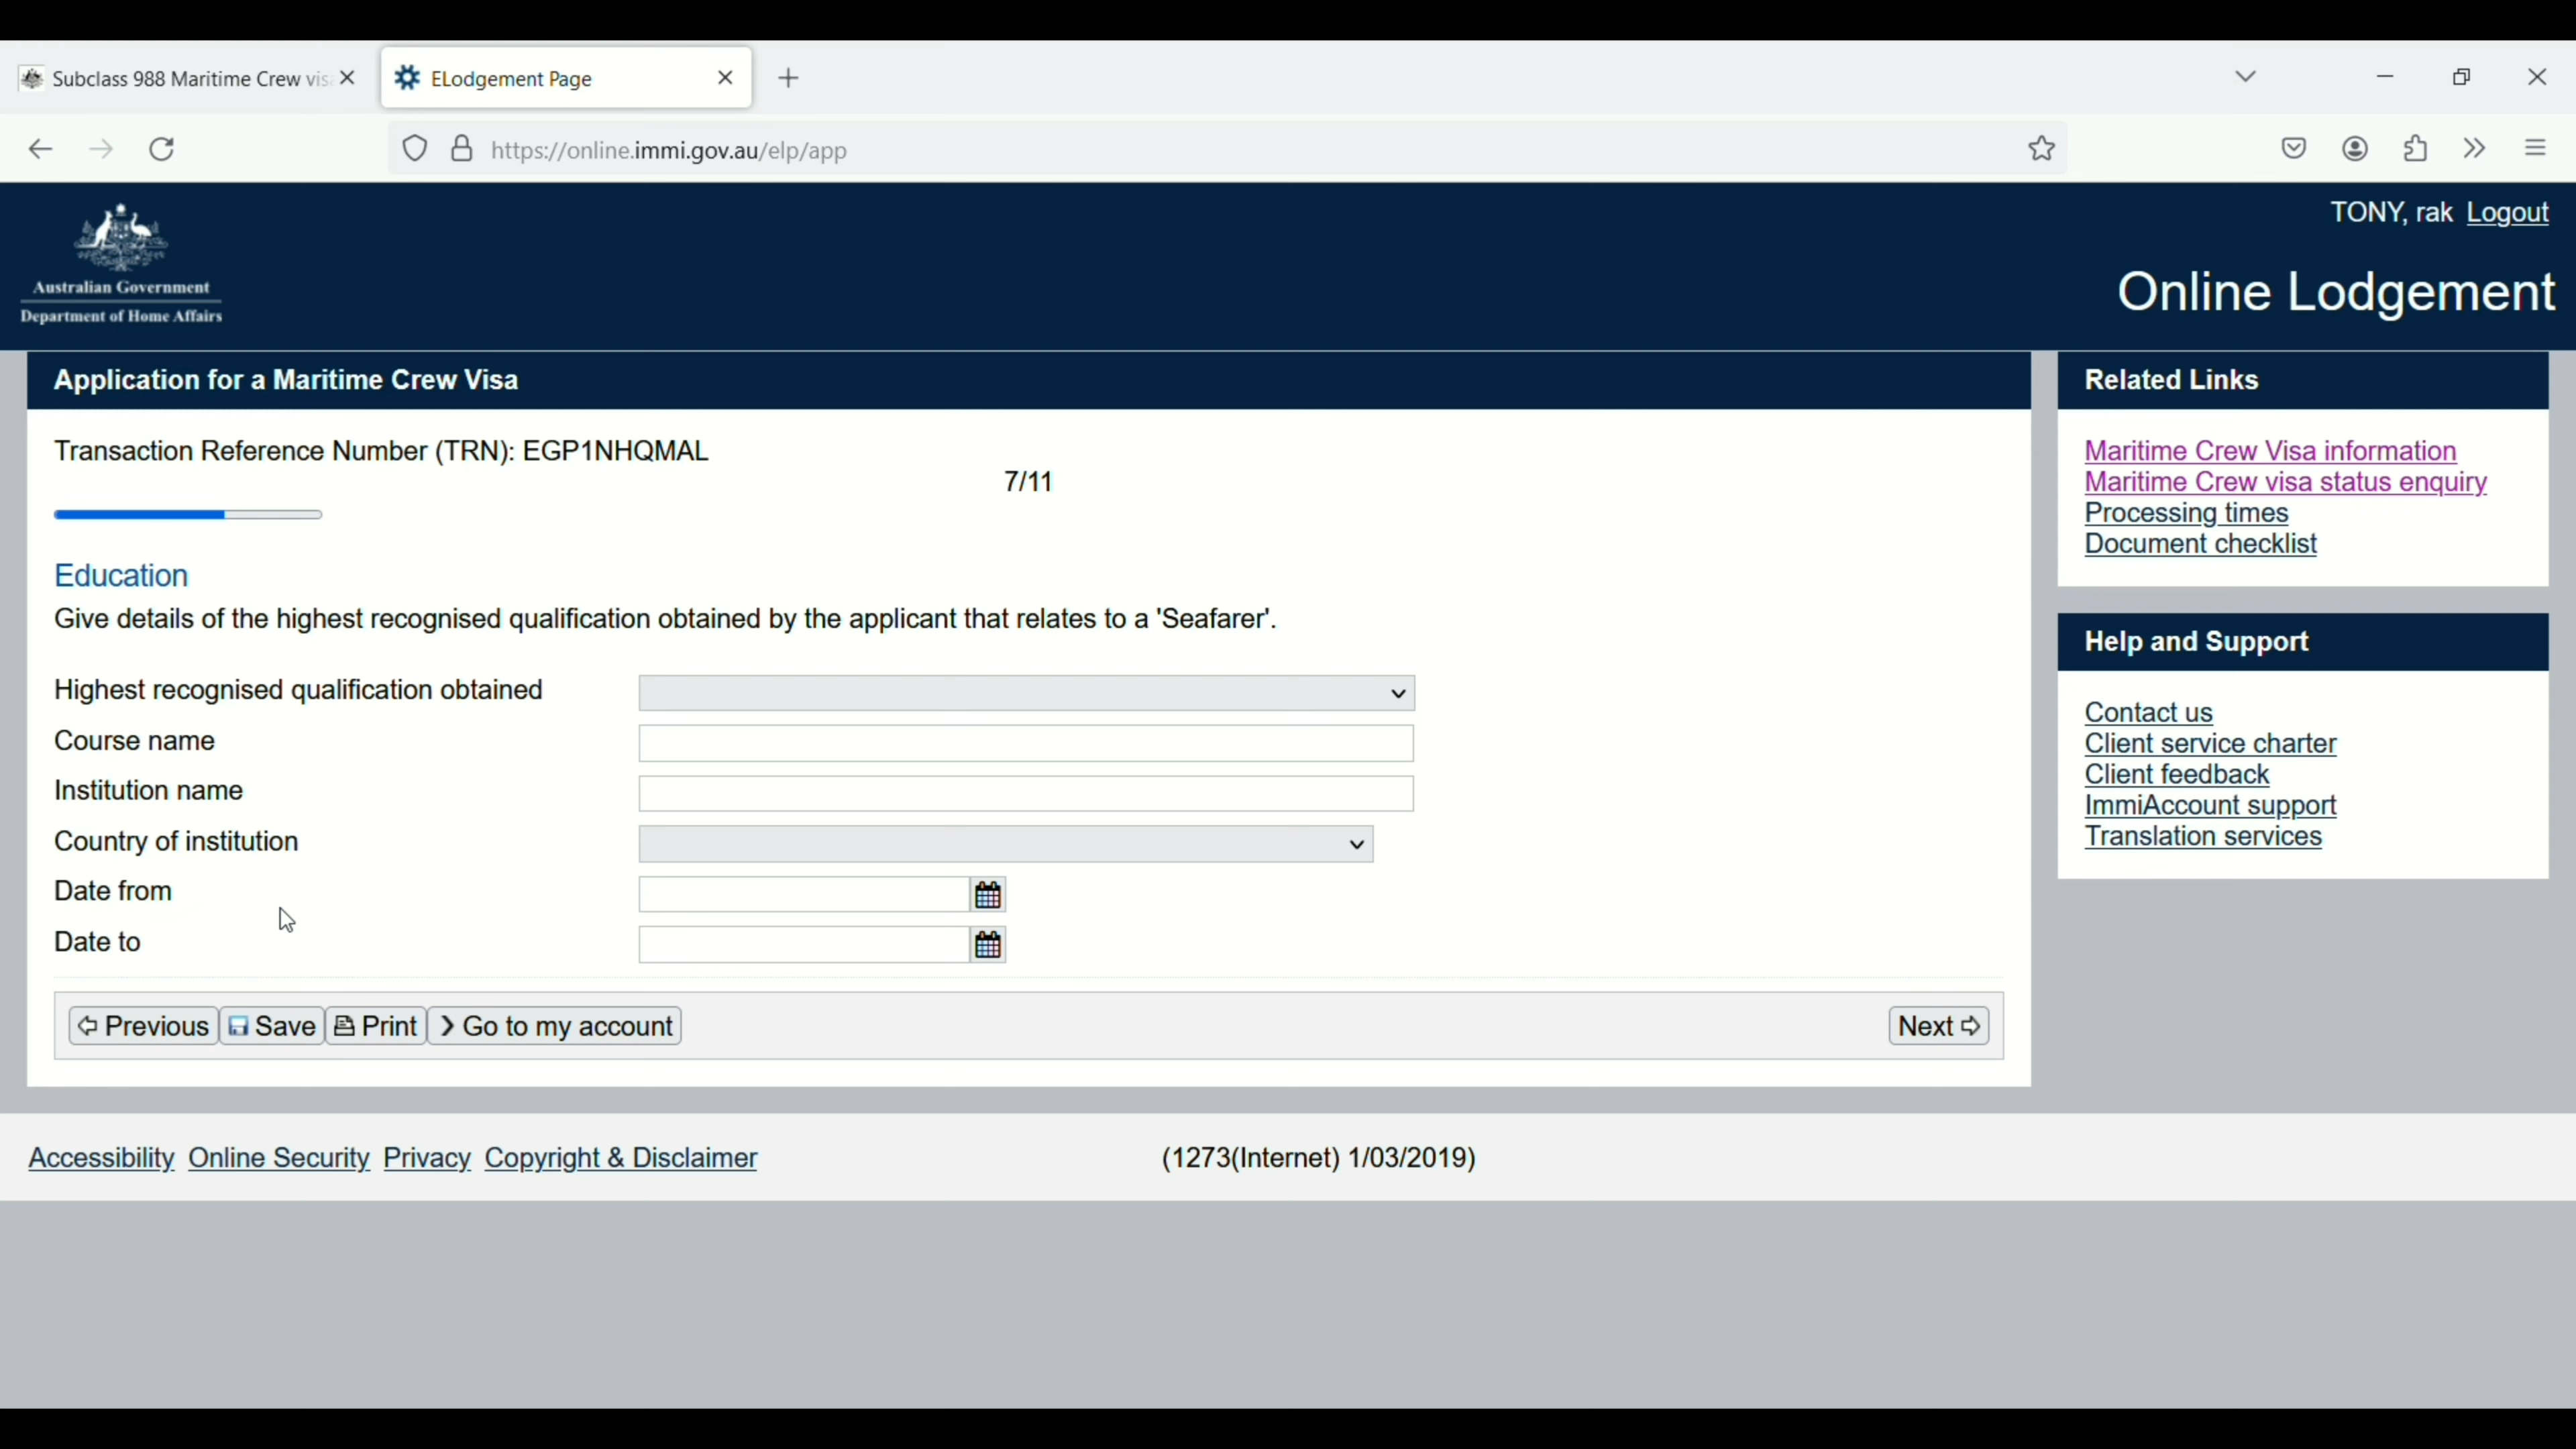 Subclass 988 Maritime Crew vis
ELodgement Page
https://online.immi.gov.au/elp/app
TONY, rak Logout
Australian Government
Department of Home Affairs
Online Lodgement
Application for a Maritime Crew Visa
Transaction Reference Number (TRN): EGP1NHQMAL
7/11
Education
Give details of the highest recognised qualification obtained by the applicant that relates to a 'Seafarer'.
Highest recognised qualification obtained
Course name
Institution name
Country of institution
Date from
Date to
Previous Save Print Go to my account Next
Related Links
Maritime Crew Visa information
Maritime Crew visa status enquiry
Processing times
Document checklist
Help and Support
Contact us
Client service charter
Client feedback
ImmiAccount support
Translation services
Accessibility Online Security Privacy Copyright & Disclaimer (1273(Internet) 1/03/2019)